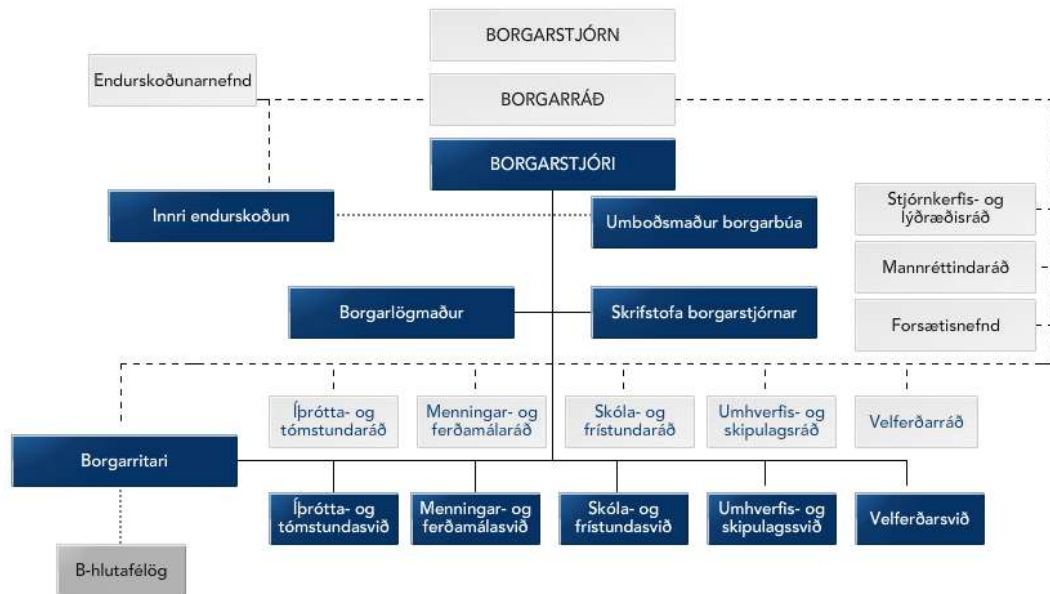 BORGARSTJÓRN
Endurskoðunarnefnd
BORGARRÁÐ
BORGARSTJÓRI
Innri endurskoðun
Umboðsmaður borgarbúa
Stjórnkerfis- og
lýðræðisráð
Mannréttindaráð
Borgarlögmaður
Skrifstofa borgarstjórnar
Forsætisnefnd
Íþrótta- og
tómstundaráð
Menningar- og
ferðamálaráð
Skóla- og
frístundaráð
Umhverfis- og
skipulagsráð
Velferðarráð
Borgarritari
Íþrótta- og
tómstundasvið
Menningar- og
ferðamálasvið
Skóla- og
frístundasvið
Umhverfis- og
skipulagssvið
Velferðarsvið
B-hlutafélög